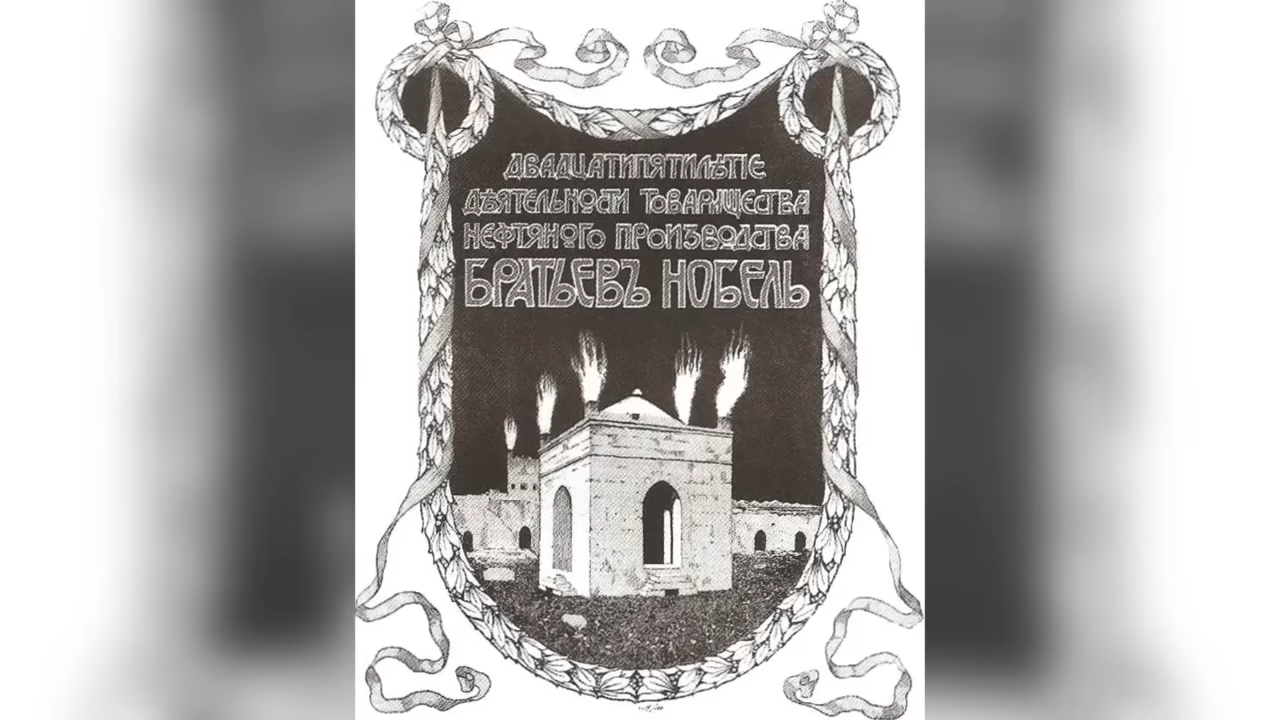 ДВАДЦАТИПЯТИЛѢТІЕ
ДѢЯТЕЛЬНОСТИ ТОВАРИЩЕСТВА
НЕФТЯНОГО ПРОИЗВОДСТВА
БРАТЬЕВЪ НОБЕЛЬ